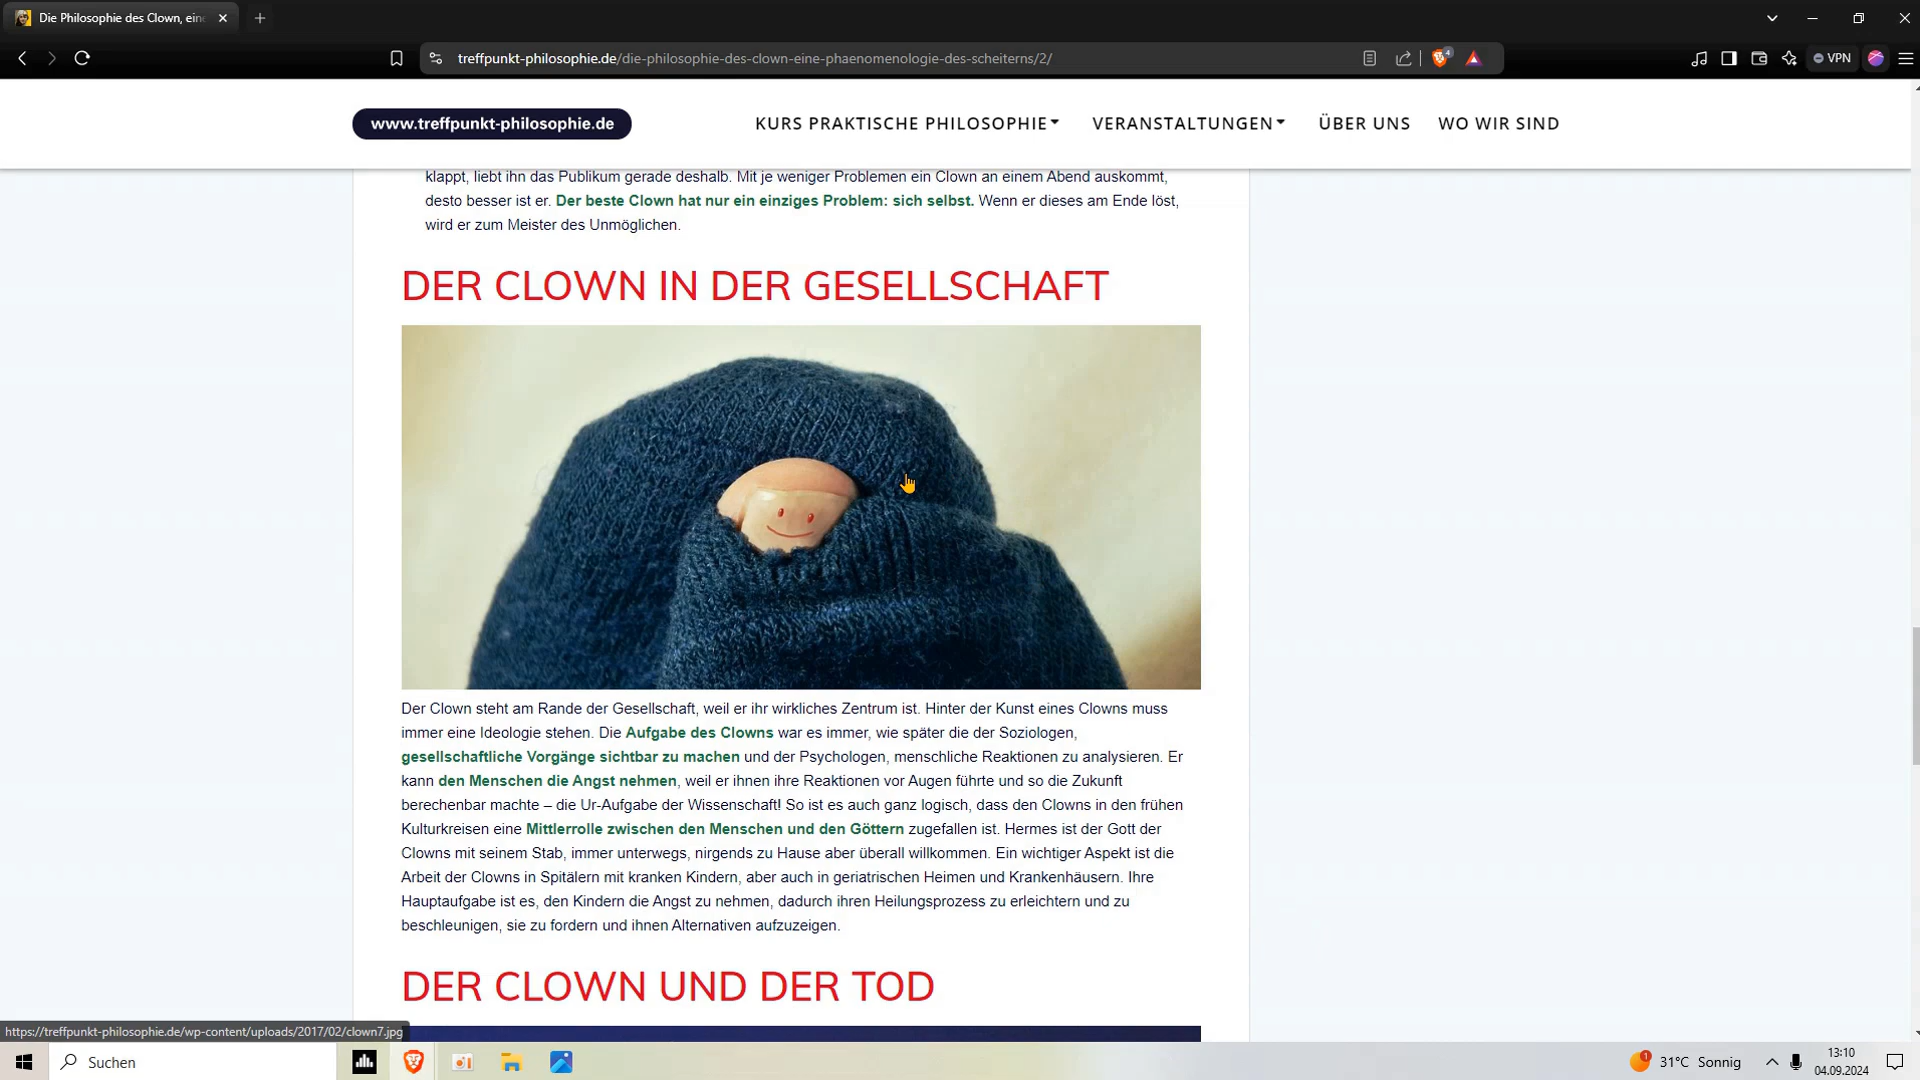 Die Philosophie des Clown, ein
treffpunkt-philosophie.de/die-philosophie-des-clown-eine-phaenomenologie-des-scheiterns/2/
4
VPN
www.treffpunkt-philosophie.de
KURS PRAKTISCHE PHILOSOPHIE
VERANSTALTUNGEN
ÜBER UNS
WO WIR SIND
klappt, liebt ihn das Publikum gerade deshalb. Mit je weniger Problemen ein Clown an einem Abend auskommt,
desto besser ist er. Der beste Clown hat nur ein einziges Problem: sich selbst. Wenn er dieses am Ende löst,
wird er zum Meister des Unmöglichen.
DER CLOWN IN DER GESELLSCHAFT
Der Clown steht am Rande der Gesellschaft, weil er ihr wirkliches Zentrum ist. Hinter der Kunst eines Clowns muss
immer eine Ideologie stehen. Die Aufgabe des Clowns war es immer, wie später die der Soziologen,
gesellschaftliche Vorgänge sichtbar zu machen und der Psychologen, menschliche Reaktionen zu analysieren. Er
kann den Menschen die Angst nehmen, weil er ihnen ihre Reaktionen vor Augen führte und so die Zukunft
berechenbar machte – die Ur-Aufgabe der Wissenschaft! So ist es auch ganz logisch, dass den Clowns in den frühen
Kulturkreisen eine Mittlerrolle zwischen den Menschen und den Göttern zugefallen ist. Hermes ist der Gott der
Clowns mit seinem Stab, immer unterwegs, nirgends zu Hause aber überall willkommen. Ein wichtiger Aspekt ist die
Arbeit der Clowns in Spitälern mit kranken Kindern, aber auch in geriatrischen Heimen und Krankenhäusern. Ihre
Hauptaufgabe ist es, den Kindern die Angst zu nehmen, dadurch ihren Heilungsprozess zu erleichtern und zu
beschleunigen, sie zu fordern und ihnen Alternativen aufzuzeigen.
DER CLOWN UND DER TOD
https://treffpunkt-philosophie.de/wp-content/uploads/2017/02/clown7.jpg
Suchen
1
31°C Sonnig
13:10
04.09.2024